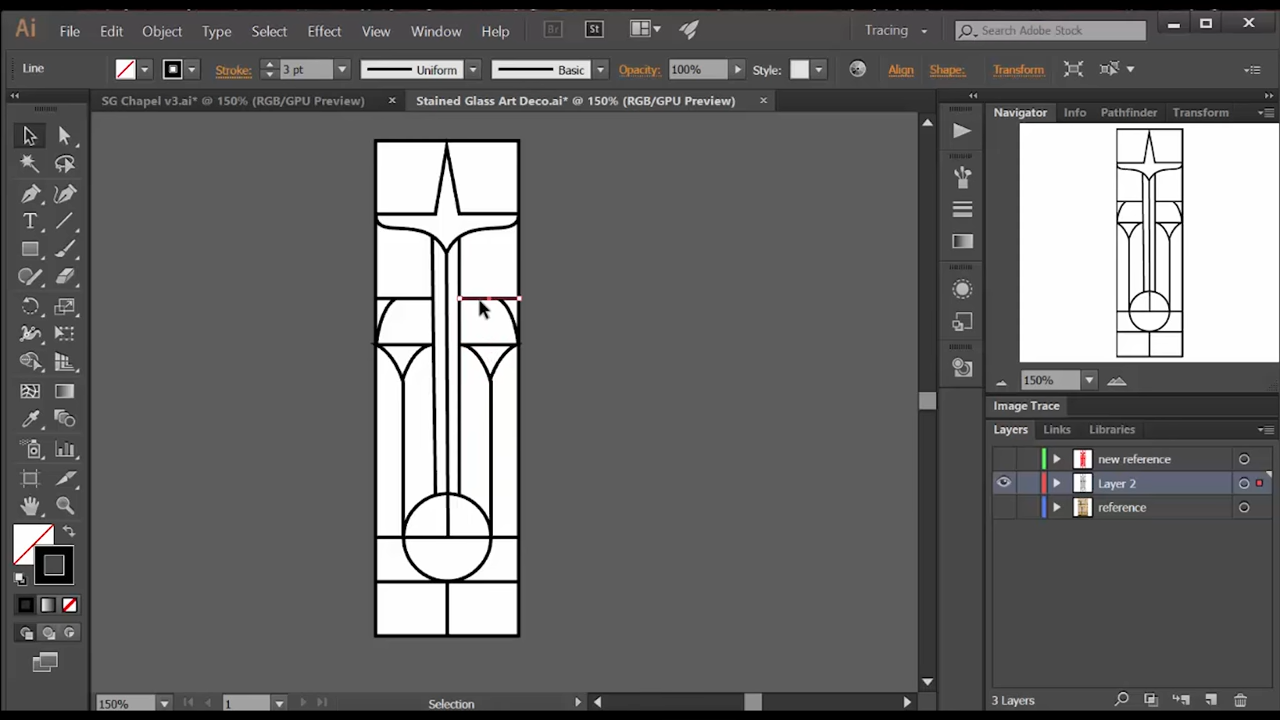 Ai File Edit Object Type Select Effect View Window Help Br St Tracing Search Adobe Stock
Line Stroke: 3 pt Uniform Basic Opacity: 100% Style: Align Shape: Transform
SG Chapel v3.ai* @ 150% (RGB/GPU Preview) Stained Glass Art Deco.ai* @ 150% (RGB/GPU Preview)
Navigator Info Pathfinder Transform
T
150%
Image Trace
Layers Links Libraries
new reference
Layer 2
reference
150% 1 Selection 3 Layers